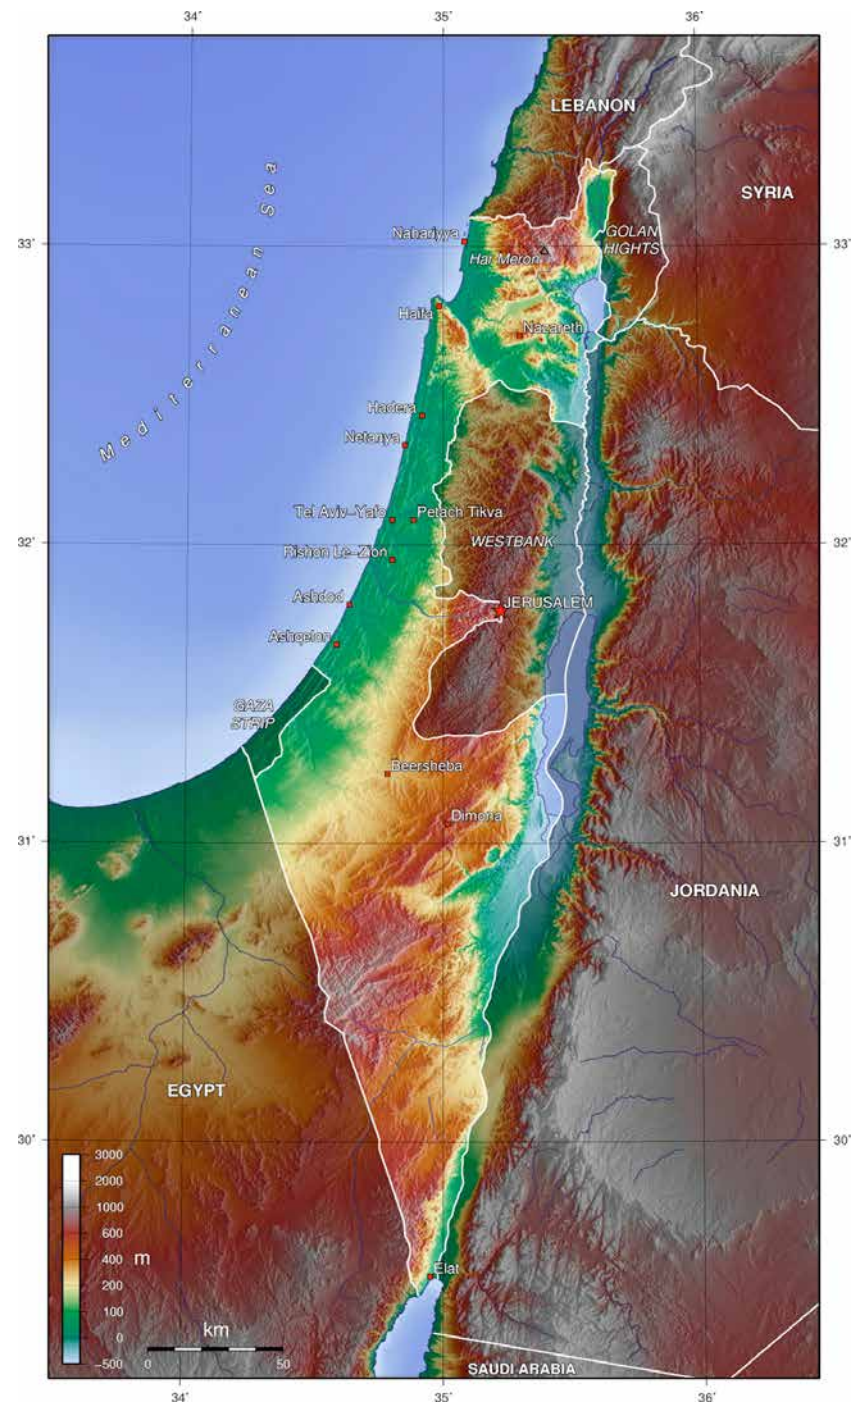 34'
35'
36'
LEBANON
SYRIA
Mediterranean Sea
33'
33'
Nahariyya
GOLAN
HIGHTS
Har Meron
Haifa
Nazareth
Hadera
Netanya
Tel Aviv-Yafo
Petach Tikva
32'
32'
WESTBANK
Rishon Le-Zion
Ashdod
JERUSALEM
Ashqelon
GAZA
STRIP
Beersheba
Dimona
31'
31'
JORDANIA
EGYPT
30'
30'
3000
2000
1000
600
400 m
200
100
0
-500
km
0 50
Elat
SAUDI ARABIA
34'
35'
36'